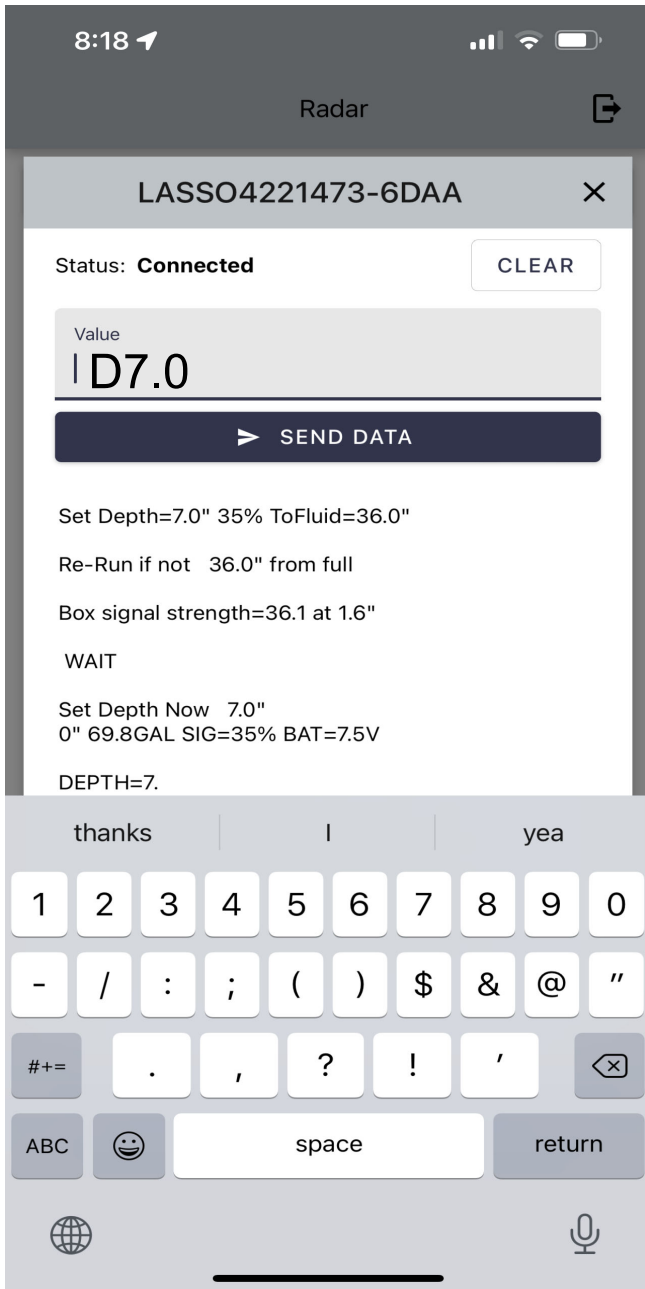 8:18
Radar
LASSO4221473-6DAA
Status: Connected
CLEAR
Value
D7.0
SEND DATA
Set Depth=7.0" 35% ToFluid=36.0"
Re-Run if not   36.0" from full
Box signal strength=36.1 at 1.6"
WAIT
Set Depth Now   7.0"
0" 69.8GAL SIG=35% BAT=7.5V
DEPTH=7.
thanks I yea
1 2 3 4 5 6 7 8 9 0
- / : ; ( ) $ & @ "
#+= . , ? ! '
ABC space return